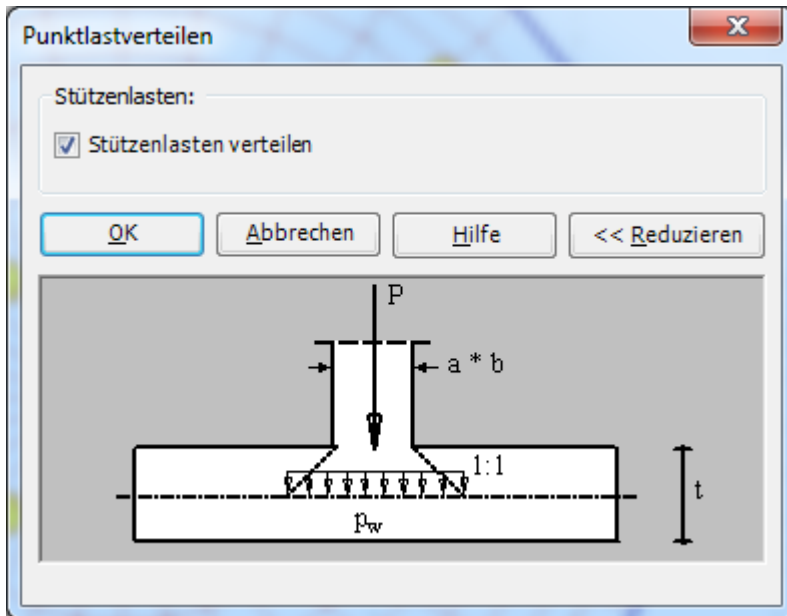 Punktlastverteilen
Stützenlasten:
Stützenlasten verteilen
OK Abbrechen Hilfe << Reduzieren
P
a * b
1:1
t
pw